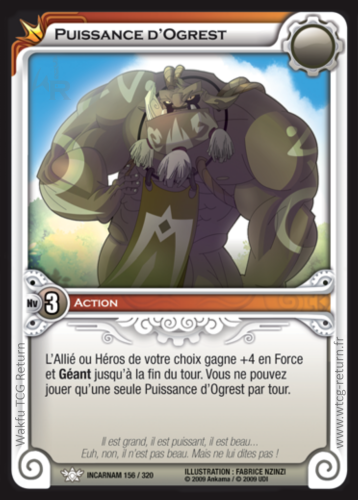 PUISSANCE D'OGREST
Nv 3 ACTION
L'Allié ou Héros de votre choix gagne +4 en Force
et Géant jusqu'à la fin du tour. Vous ne pouvez
jouer qu'une seule Puissance d'Ogrest par tour.
Il est grand, il est puissant, il est beau...
Euh, non, il n'est pas beau. Mais ne lui dites pas !
INCARNAM 156 / 320
ILLUSTRATION : FABRICE NZINZI
© 2009 Ankama / © 2009 UDI
Wakfu TCG Return
www.wtcg-return.fr